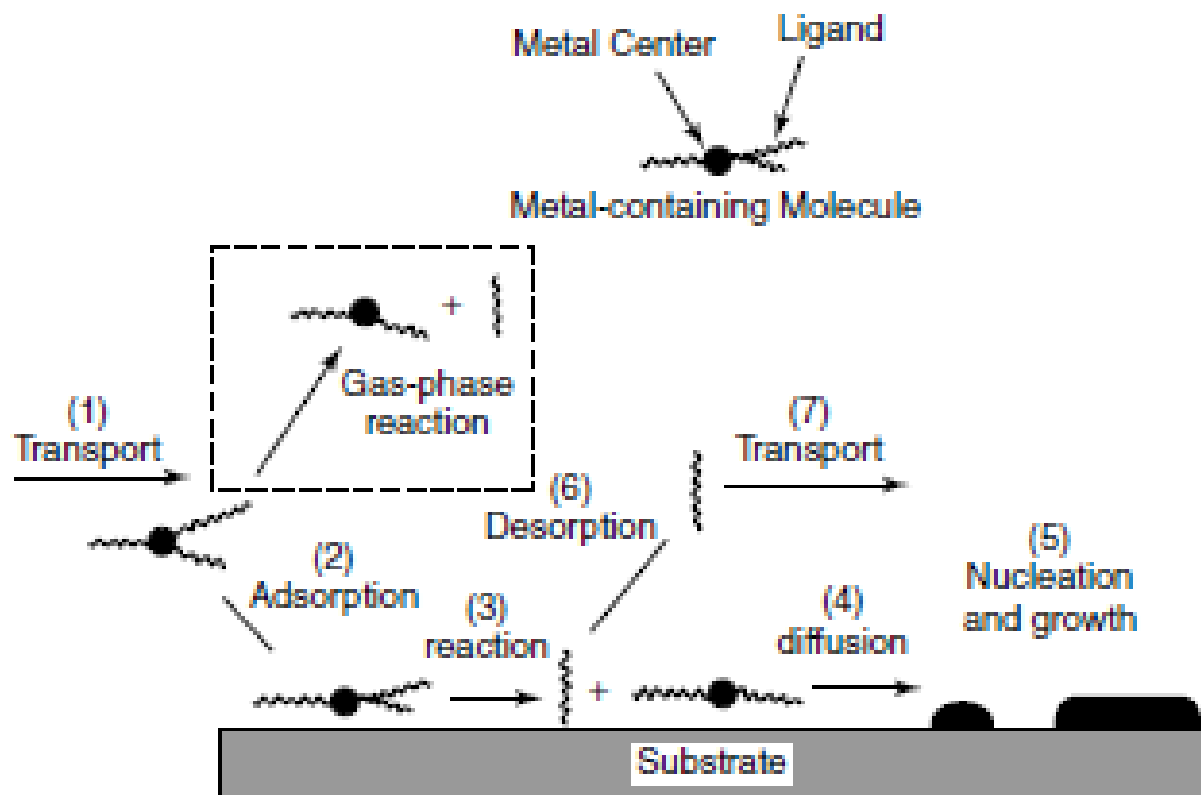 Metal Center
Ligand
Metal-containing Molecule
+
Gas-phase
reaction
(1)
Transport
(2)
Adsorption
(3)
reaction
+
(6)
Desorption
(7)
Transport
(4)
diffusion
(5)
Nucleation
and growth
Substrate